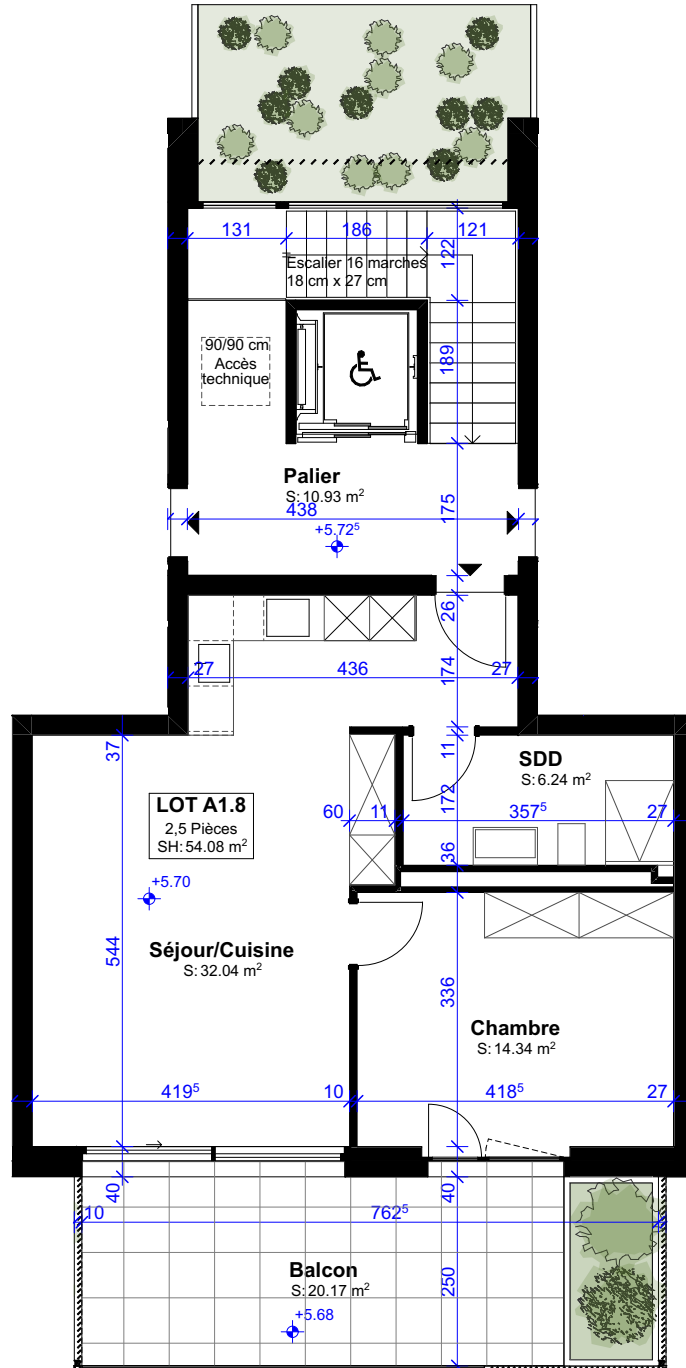 131
186
121
122
Escalier 16 marches
18 cm x 27 cm
90/90 cm
Accès
technique
189
Palier
S: 10.93 m²
438
175
+5.72⁵
26
27
436
27
174
37
11
SDD
S: 6.24 m²
LOT A1.8
2,5 Pièces
SH: 54.08 m²
60
11
172
357⁵
27
36
+5.70
544
Séjour/Cuisine
S: 32.04 m²
336
Chambre
S: 14.34 m²
419⁵
10
418⁵
27
40
40
10
762⁵
Balcon
S: 20.17 m²
250
+5.68